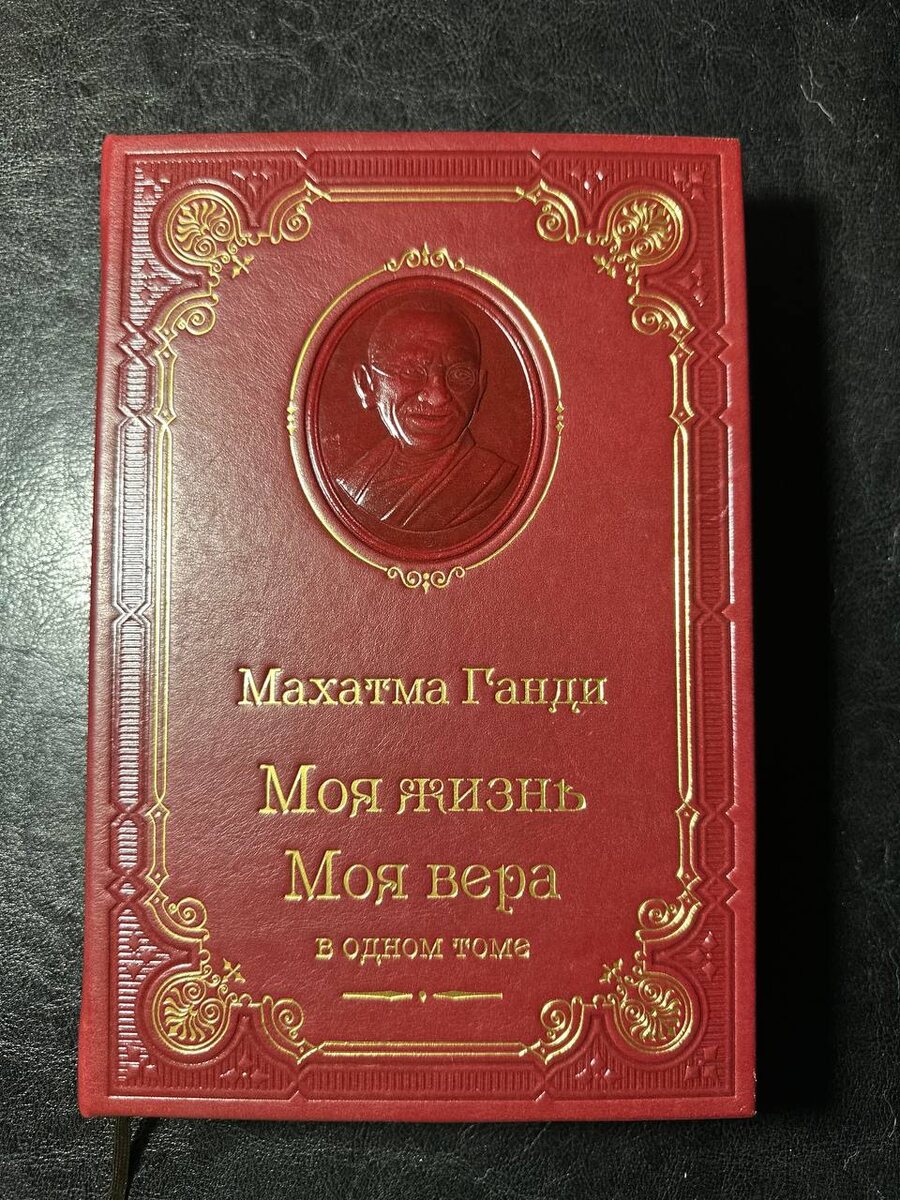 Махатма Ганди
Моя жизнь
Моя вера
в одном томе